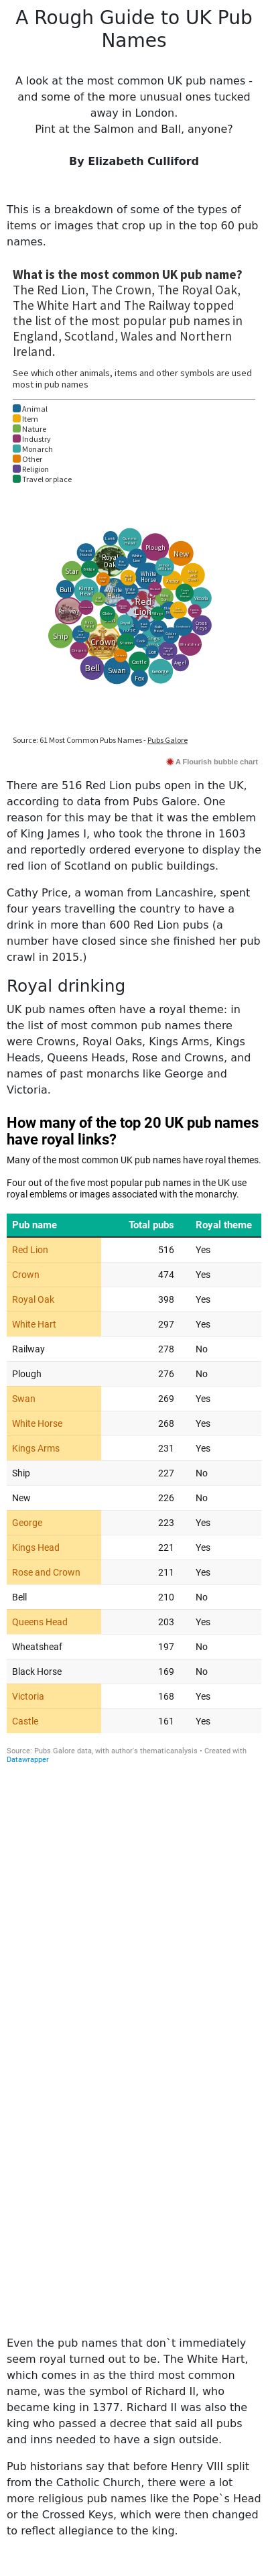 A Rough Guide to UK Pub
Names
A look at the most common UK pub names -
and some of the more unusual ones tucked
away in London.
Pint at the Salmon and Ball, anyone?
By Elizabeth Culliford
This is a breakdown of some of the types of
items or images that crop up in the top 60 pub
names.
What is the most common UK pub name?
The Red Lion, The Crown, The Royal Oak,
The White Hart and The Railway topped
the list of the most popular pub names in
England, Scotland, Wales and Northern
Ireland.
See which other animals, items and other symbols are used
most in pub names
Animal
Item
Nature
Industry
Monarch
Other
Religion
Travel or place
Plough
New
Royal
Oak
White
Horse
Star
Bull
Kings
Head
Red
Lion
Victoria
Ship
Cross
Keys
Crown
Bell
Swan
Castle
Fox
George
Angel
Source: 61 Most Common Pubs Names - Pubs Galore
A Flourish bubble chart
There are 516 Red Lion pubs open in the UK,
according to data from Pubs Galore. One
reason for this may be that it was the emblem
of King James I, who took the throne in 1603
and reportedly ordered everyone to display the
red lion of Scotland on public buildings.
Cathy Price, a woman from Lancashire, spent
four years travelling the country to have a
drink in more than 600 Red Lion pubs (a
number have closed since she finished her pub
crawl in 2015.)
Royal drinking
UK pub names often have a royal theme: in
the list of most common pub names there
were Crowns, Royal Oaks, Kings Arms, Kings
Heads, Queens Heads, Rose and Crowns, and
names of past monarchs like George and
Victoria.
How many of the top 20 UK pub names
have royal links?
Many of the most common UK pub names have royal themes.
Four out of the five most popular pub names in the UK use
royal emblems or images associated with the monarchy.
Pub name Total pubs Royal theme
Red Lion 516 Yes
Crown 474 Yes
Royal Oak 398 Yes
White Hart 297 Yes
Railway 278 No
Plough 276 No
Swan 269 Yes
White Horse 268 Yes
Kings Arms 231 Yes
Ship 227 No
New 226 No
George 223 Yes
Kings Head 221 Yes
Rose and Crown 211 Yes
Bell 210 No
Queens Head 203 Yes
Wheatsheaf 197 No
Black Horse 169 No
Victoria 168 Yes
Castle 161 Yes
Source: Pubs Galore data, with author's thematicanalysis • Created with
Datawrapper
Even the pub names that don`t immediately
seem royal turned out to be. The White Hart,
which comes in as the third most common
name, was the symbol of Richard II, who
became king in 1377. Richard II was also the
king who passed a decree that said all pubs
and inns needed to have a sign outside.
Pub historians say that before Henry VIII split
from the Catholic Church, there were a lot
more religious pub names like the Pope`s Head
or the Crossed Keys, which were then changed
to reflect allegiance to the king.